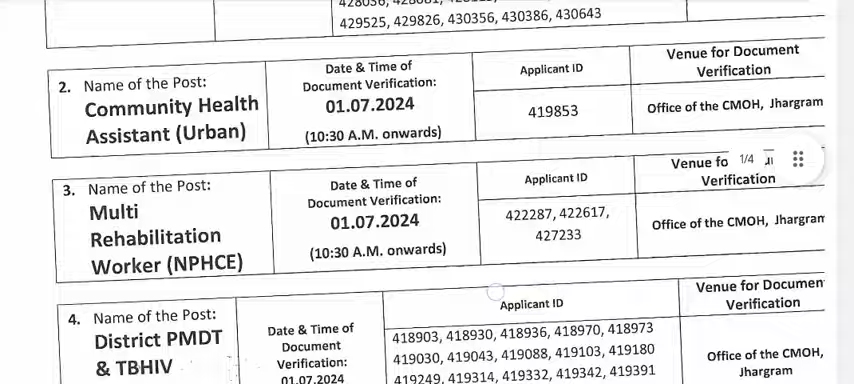 429525, 429826, 430356, 430386, 430643
2. Name of the Post:
Community Health
Assistant (Urban)
Date & Time of
Document Verification:
01.07.2024
(10:30 A.M. onwards)
Applicant ID
419853
Venue for Document
Verification
Office of the CMOH, Jhargram
3. Name of the Post:
Multi
Rehabilitation
Worker (NPHCE)
Date & Time of
Document Verification:
01.07.2024
(10:30 A.M. onwards)
Applicant ID
422287, 422617,
427233
Venue fo
Verification
1/4
Office of the CMOH, Jhargram
4. Name of the Post:
District PMDT
& TBHIV
Date & Time of
Document
Verification:
01.07.2024
Applicant ID
418903, 418930, 418936, 418970, 418973
419030, 419043, 419088, 419103, 419180
419249, 419314, 419332, 419342, 419391
Venue for Documen
Verification
Office of the CMOH,
Jhargram